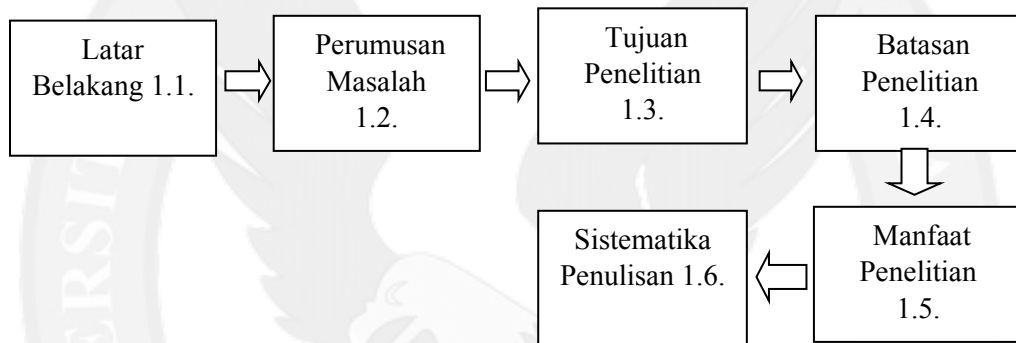 Latar
Belakang 1.1.
Perumusan
Masalah
1.2.
Tujuan
Penelitian
1.3.
Batasan
Penelitian
1.4.
Manfaat
Penelitian
1.5.
Sistematika
Penulisan 1.6.